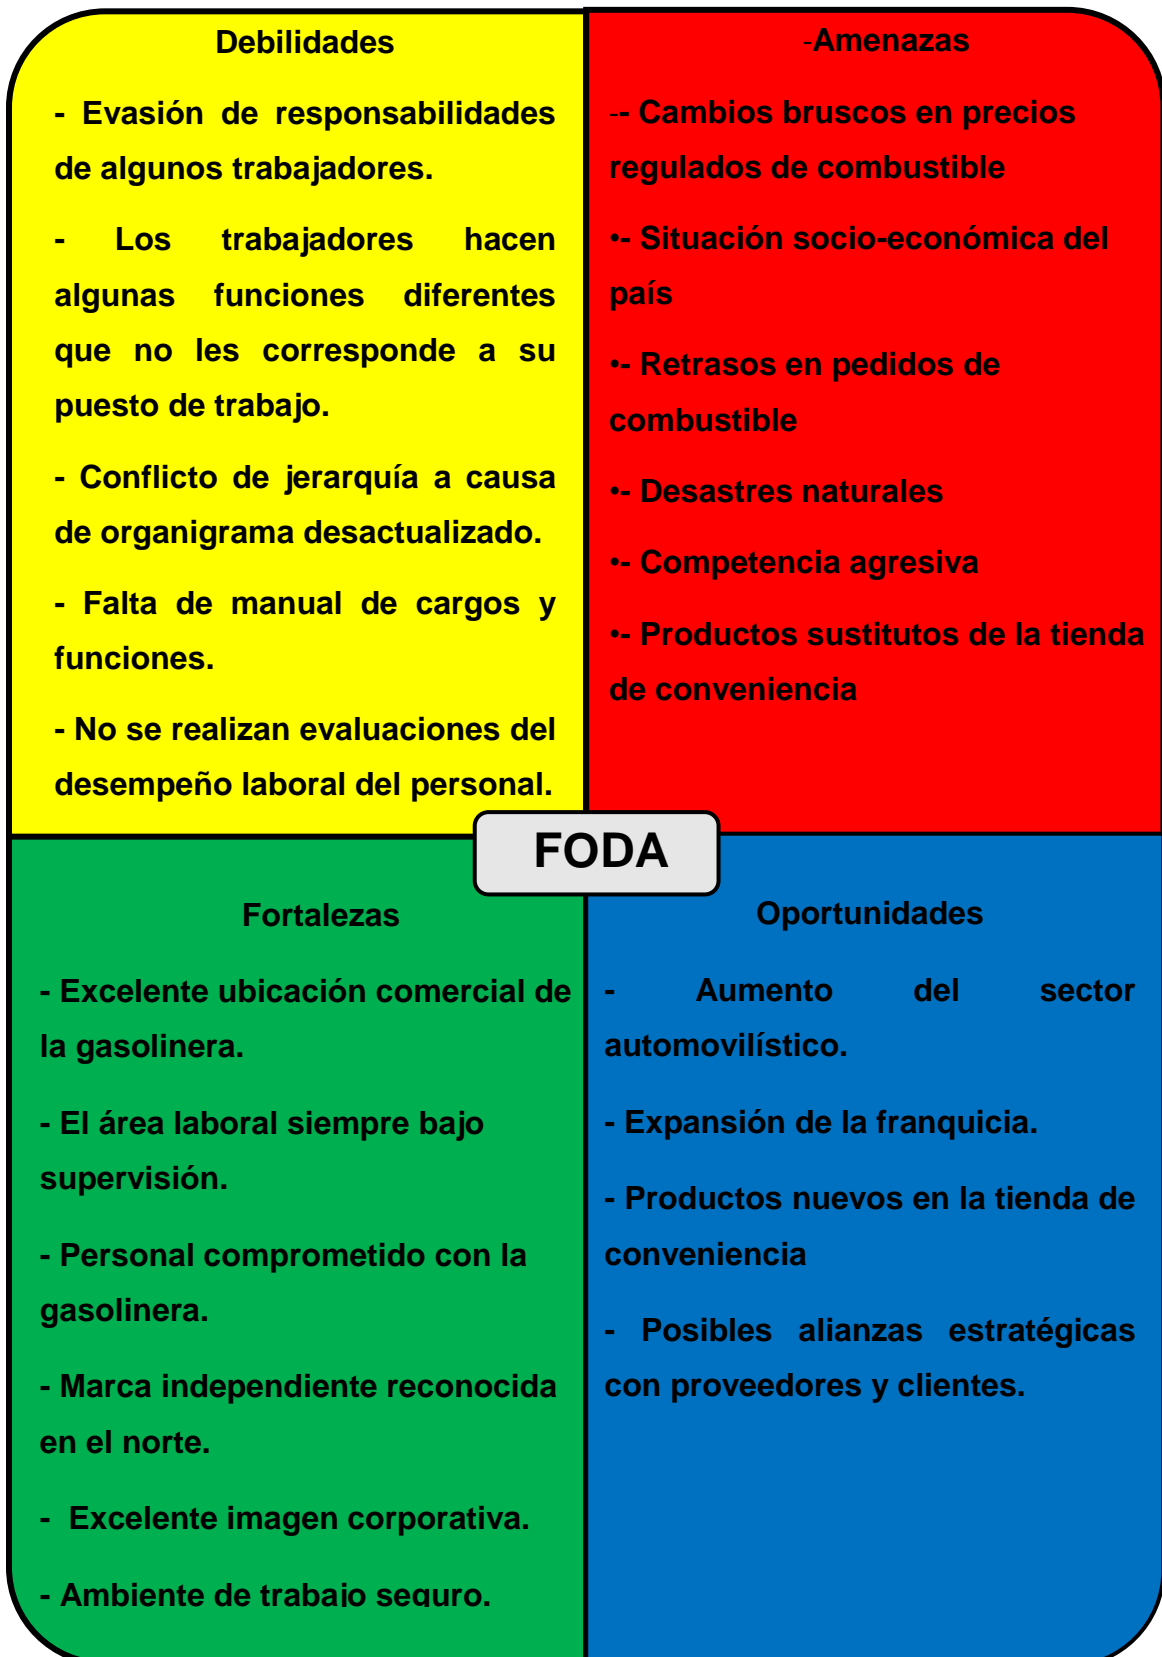 Debilidades
- Evasión de responsabilidades
de algunos trabajadores.
- Los trabajadores hacen
algunas funciones diferentes
que no les corresponde a su
puesto de trabajo.
- Conflicto de jerarquía a causa
de organigrama desactualizado.
- Falta de manual de cargos y
funciones.
- No se realizan evaluaciones del
desempeño laboral del personal.
-Amenazas
-- Cambios bruscos en precios
regulados de combustible
•- Situación socio-económica del
país
•- Retrasos en pedidos de
combustible
•- Desastres naturales
•- Competencia agresiva
•- Productos sustitutos de la tienda
de conveniencia
FODA
Fortalezas
- Excelente ubicación comercial de
la gasolinera.
- El área laboral siempre bajo
supervisión.
- Personal comprometido con la
gasolinera.
- Marca independiente reconocida
en el norte.
- Excelente imagen corporativa.
- Ambiente de trabajo seguro.
Oportunidades
- Aumento del sector
automovilístico.
- Expansión de la franquicia.
- Productos nuevos en la tienda de
conveniencia
- Posibles alianzas estratégicas
con proveedores y clientes.